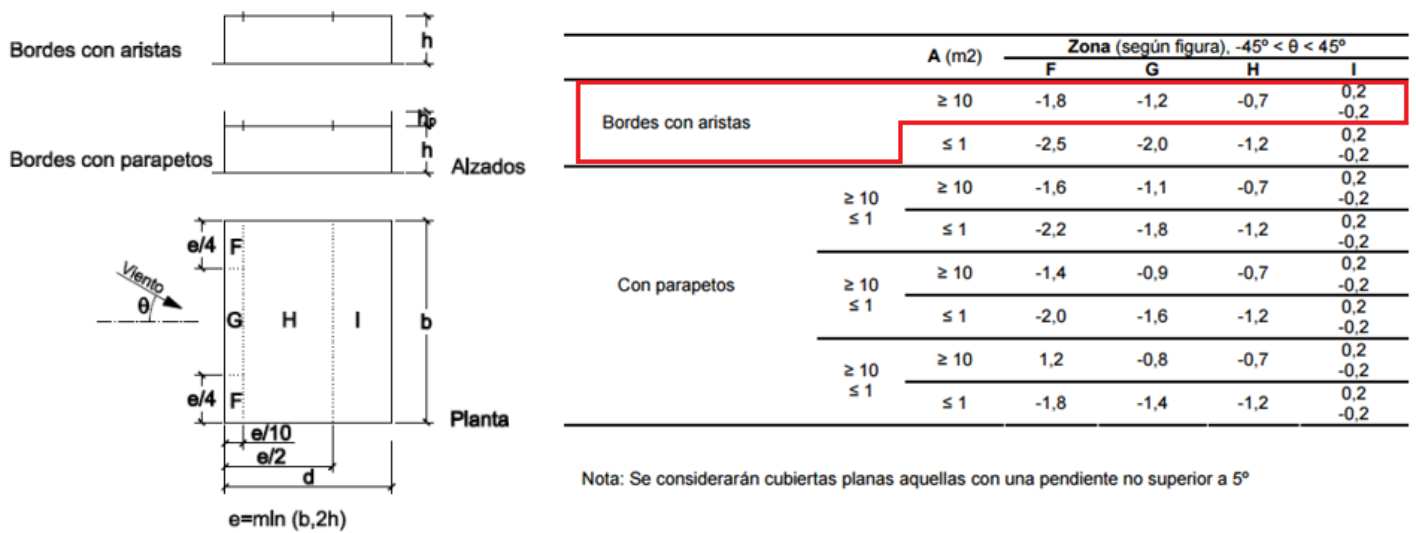 Bordes con aristas
h
hp
Bordes con parapetos
h
Alzados
e/4
F
Viento
θ
G
H
I
b
e/4
F
Planta
e/10
e/2
d
e=mín (b,2h)
A (m2)
Zona (según figura), -45º < θ < 45º
F G H I
Bordes con aristas
≥ 10 -1,8 -1,2 -0,7 0,2
-0,2
≤ 1 -2,5 -2,0 -1,2 0,2
-0,2
Con parapetos
≥ 10
≤ 1
≥ 10 -1,6 -1,1 -0,7 0,2
-0,2
≤ 1 -2,2 -1,8 -1,2 0,2
-0,2
≥ 10
≤ 1
≥ 10 -1,4 -0,9 -0,7 0,2
-0,2
≤ 1 -2,0 -1,6 -1,2 0,2
-0,2
≥ 10
≤ 1
≥ 10 1,2 -0,8 -0,7 0,2
-0,2
≤ 1 -1,8 -1,4 -1,2 0,2
-0,2
Nota: Se considerarán cubiertas planas aquellas con una pendiente no superior a 5º